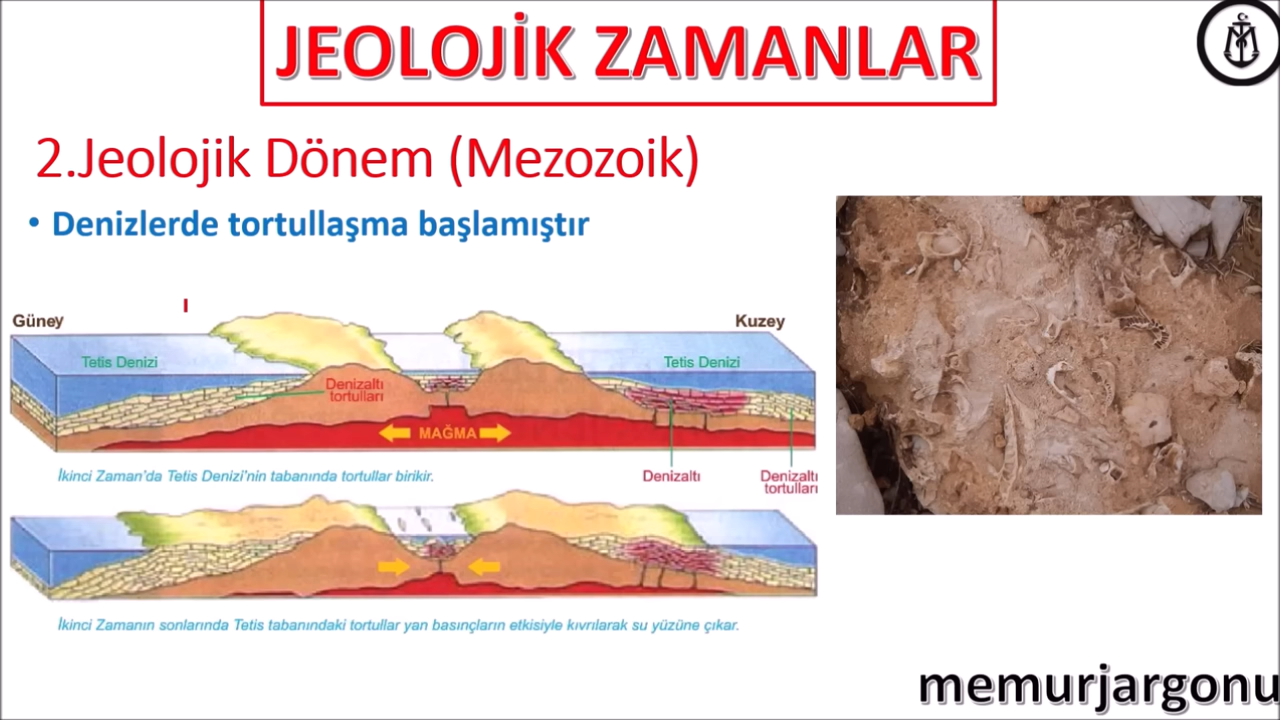 JEOLOJİK ZAMANLAR
2.Jeolojik Dönem (Mezozoik)
• Denizlerde tortullaşma başlamıştır
Güney
Kuzey
Tetis Denizi
Tetis Denizi
Denizaltı
tortulları
MAĞMA
İkinci Zaman'da Tetis Denizi'nin tabanında tortullar birikir.
Denizaltı
Denizaltı
tortulları
İkinci Zamanın sonlarında Tetis tabanındaki tortullar yan basınçların etkisiyle kıvrılarak su yüzüne çıkar.
memurjargonu